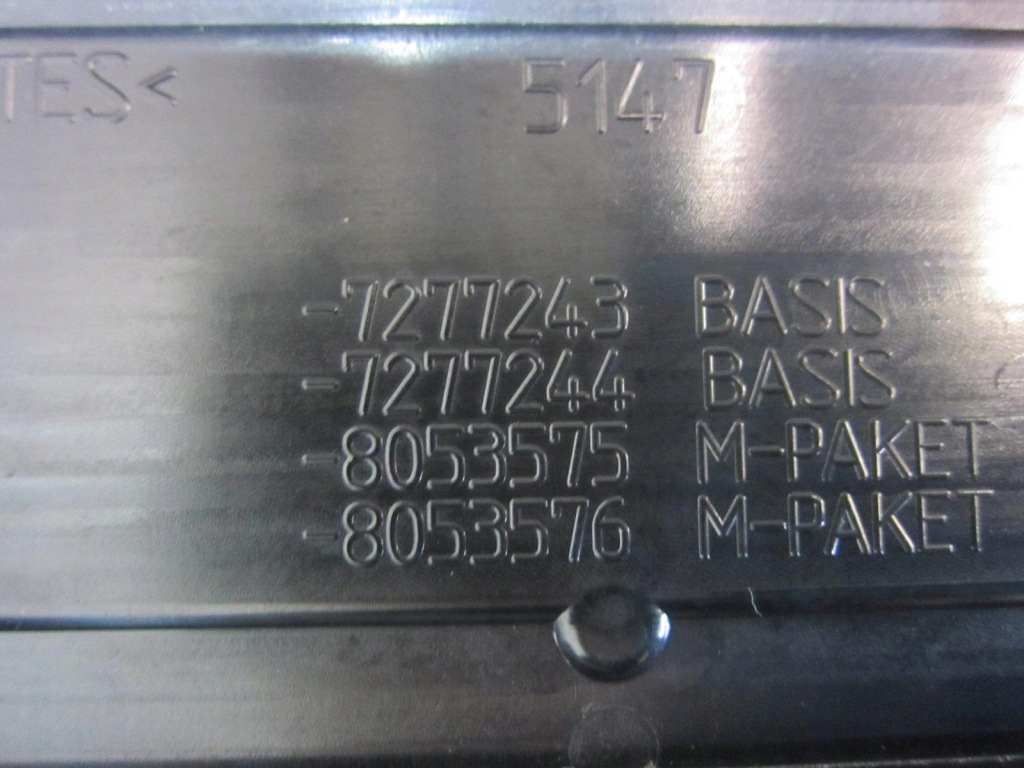 TES< 5147
-7277243 BASIS
-7277244 BASIS
-8053575 M-PAKET
-8053576 M-PAKET